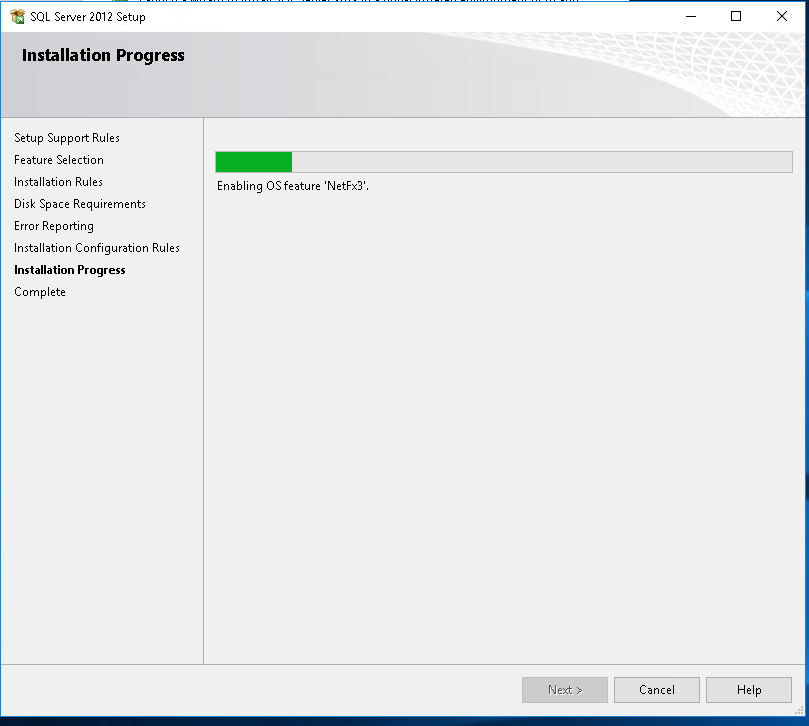 SQL Server 2012 Setup
Installation Progress
Setup Support Rules
Feature Selection
Installation Rules
Disk Space Requirements
Error Reporting
Installation Configuration Rules
Installation Progress
Complete
Enabling OS feature 'NetFx3'.
Next >
Cancel
Help